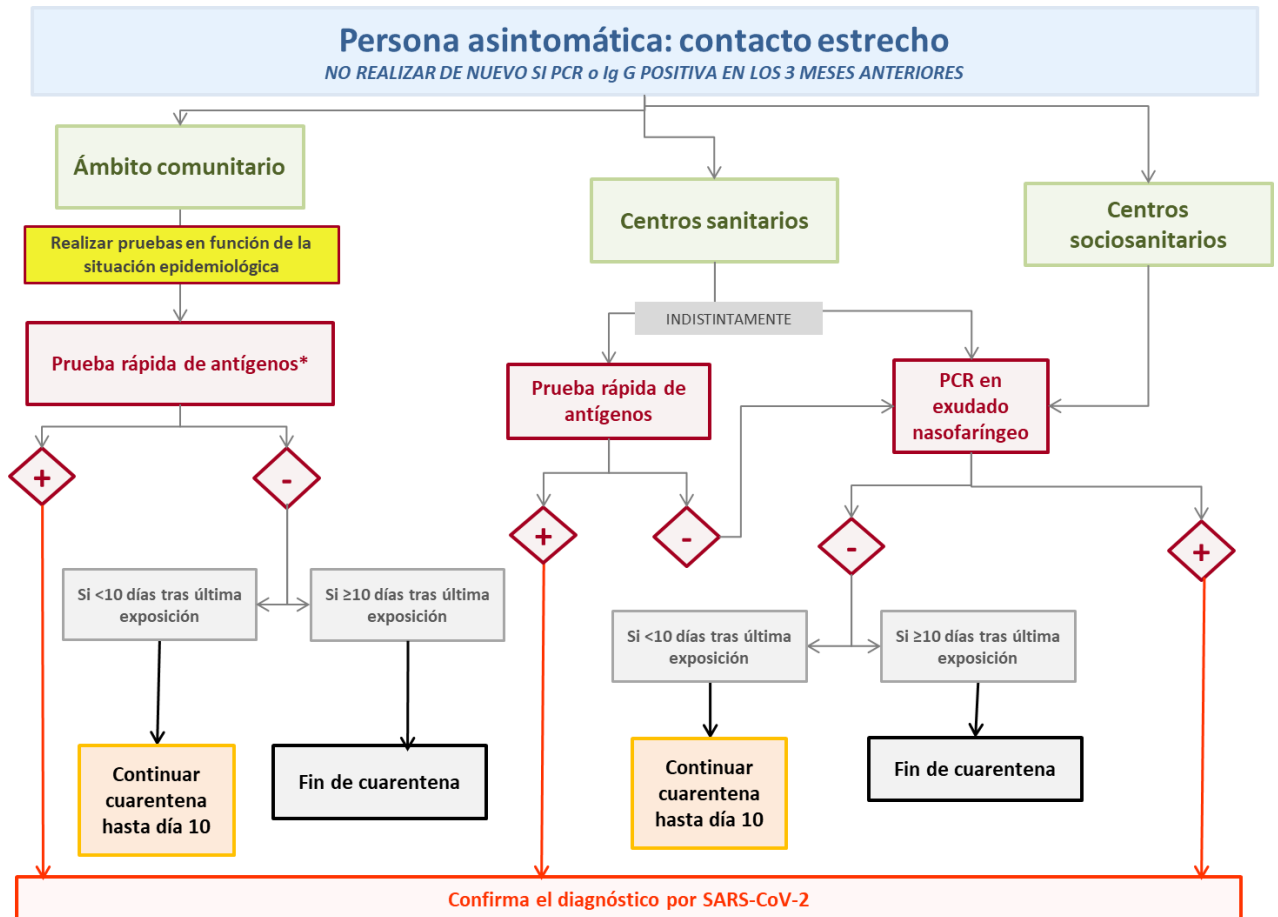 Persona asintomática: contacto estrecho
NO REALIZAR DE NUEVO SI PCR o Ig G POSITIVA EN LOS 3 MESES ANTERIORES
Ámbito comunitario
Realizar pruebas en función de la
situación epidemiológica
Prueba rápida de antígenos*
+
-
Si <10 días tras última
exposición
Si ≥10 días tras última
exposición
Continuar
cuarentena
hasta día 10
Fin de cuarentena
Centros sanitarios
INDISTINTAMENTE
Prueba rápida de
antígenos
+
-
Centros
sociosanitarios
PCR en
exudado
nasofaríngeo
-
+
Si <10 días tras última
exposición
Si ≥10 días tras última
exposición
Continuar
cuarentena
hasta día 10
Fin de cuarentena
Confirma el diagnóstico por SARS-CoV-2